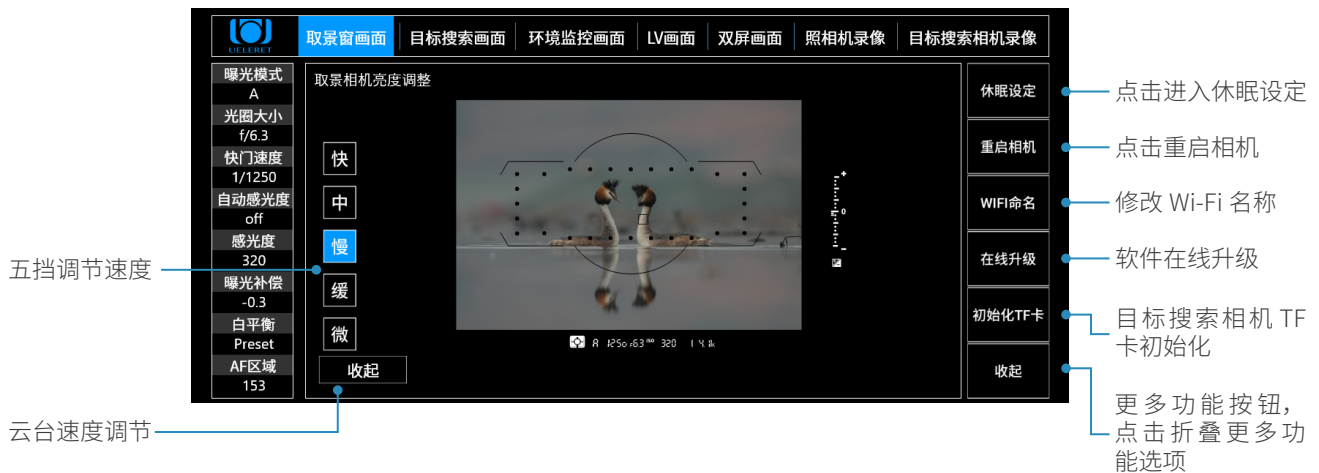 UELERET
取景窗画面
目标搜索画面
环境监控画面
LV画面
双屏画面
照相机录像
目标搜索相机录像
曝光模式
A
光圈大小
f/6.3
快门速度
1/1250
自动感光度
off
感光度
320
曝光补偿
-0.3
白平衡
Preset
AF区域
153
取景相机亮度调整
快
中
慢
缓
微
收起
+
0
-
休眠设定
重启相机
WIFI命名
在线升级
初始化TF卡
收起
五挡调节速度
云台速度调节
点击进入休眠设定
点击重启相机
修改 Wi-Fi 名称
软件在线升级
目标搜索相机 TF
卡初始化
更多功能按钮，
点击折叠更多功
能选项